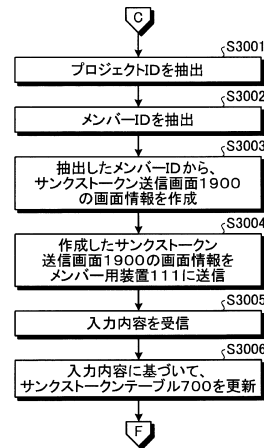 C
S3001
プロジェクトIDを抽出
S3002
メンバーIDを抽出
S3003
抽出したメンバーIDから、
サンクストークン送信画面1900
の画面情報を作成
S3004
作成したサンクストークン
送信画面1900の画面情報を
メンバー用装置111に送信
S3005
入力内容を受信
S3006
入力内容に基づいて、
サンクストークンテーブル700を更新
F